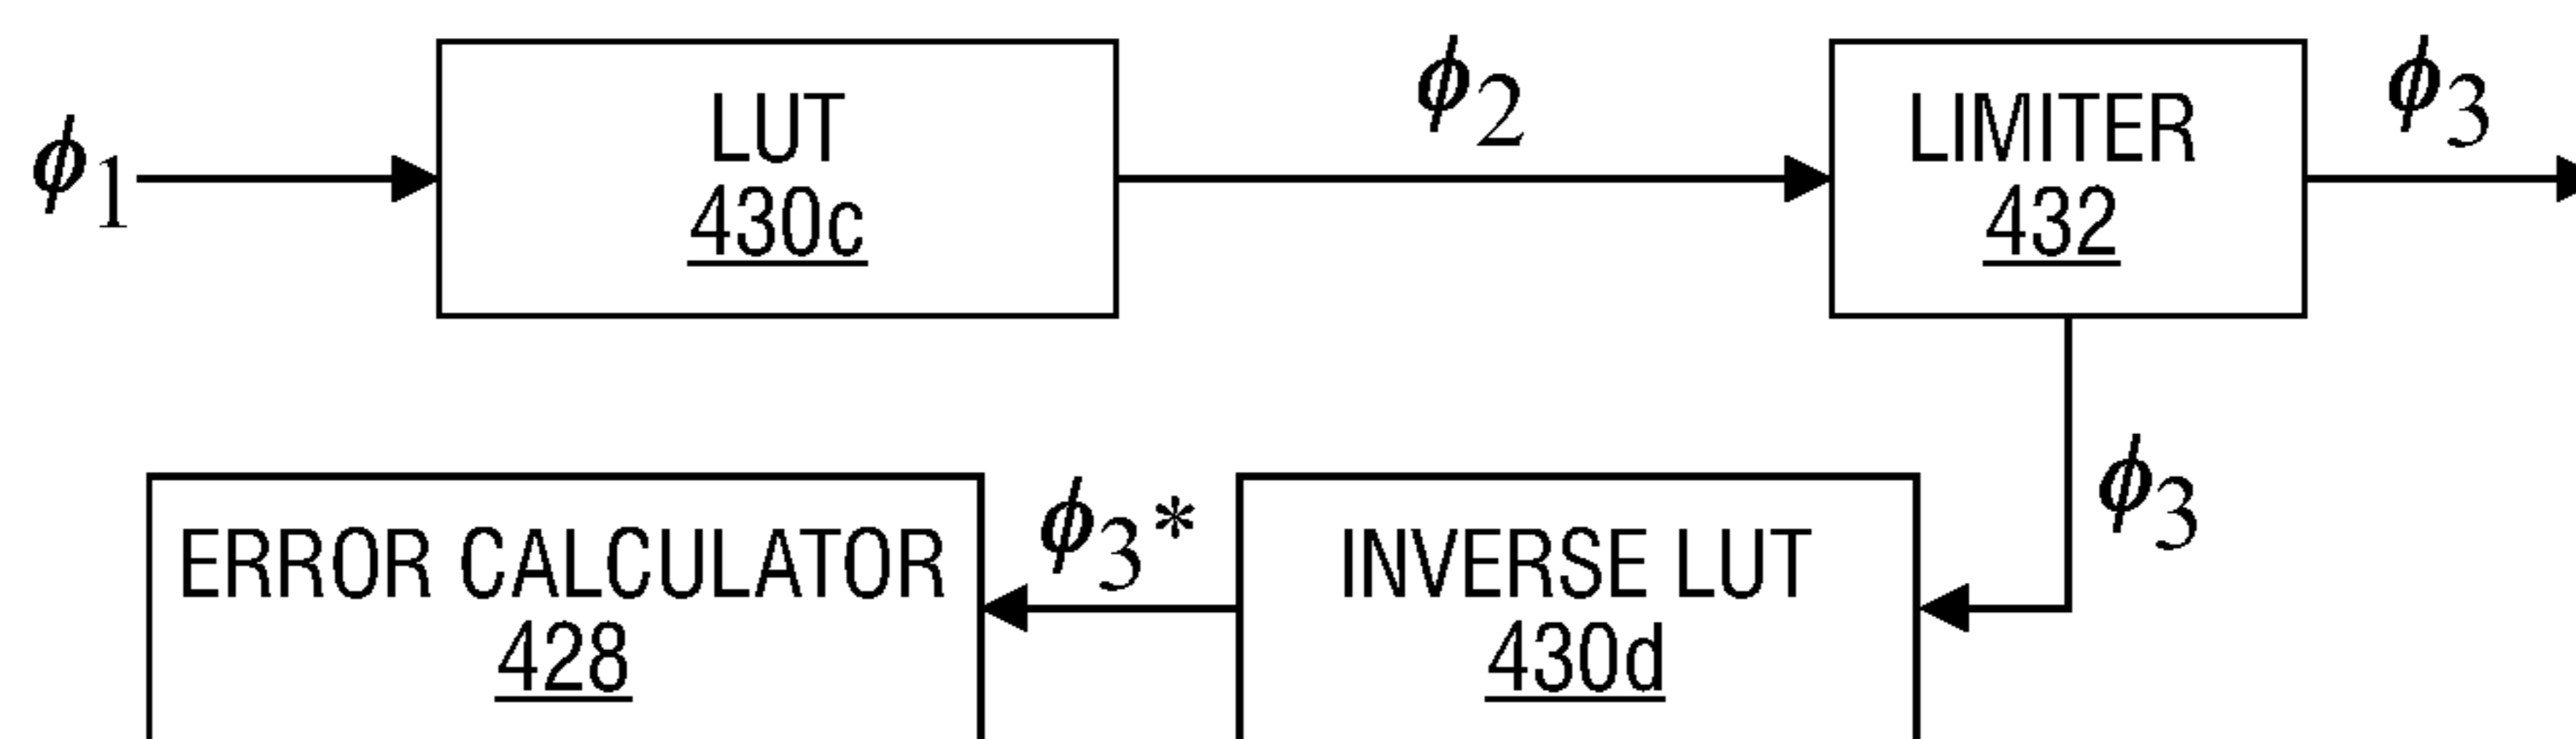 ϕ1
LUT
430c
ϕ2
LIMITER
432
ϕ3
ϕ3
ERROR CALCULATOR
428
ϕ3*
INVERSE LUT
430d